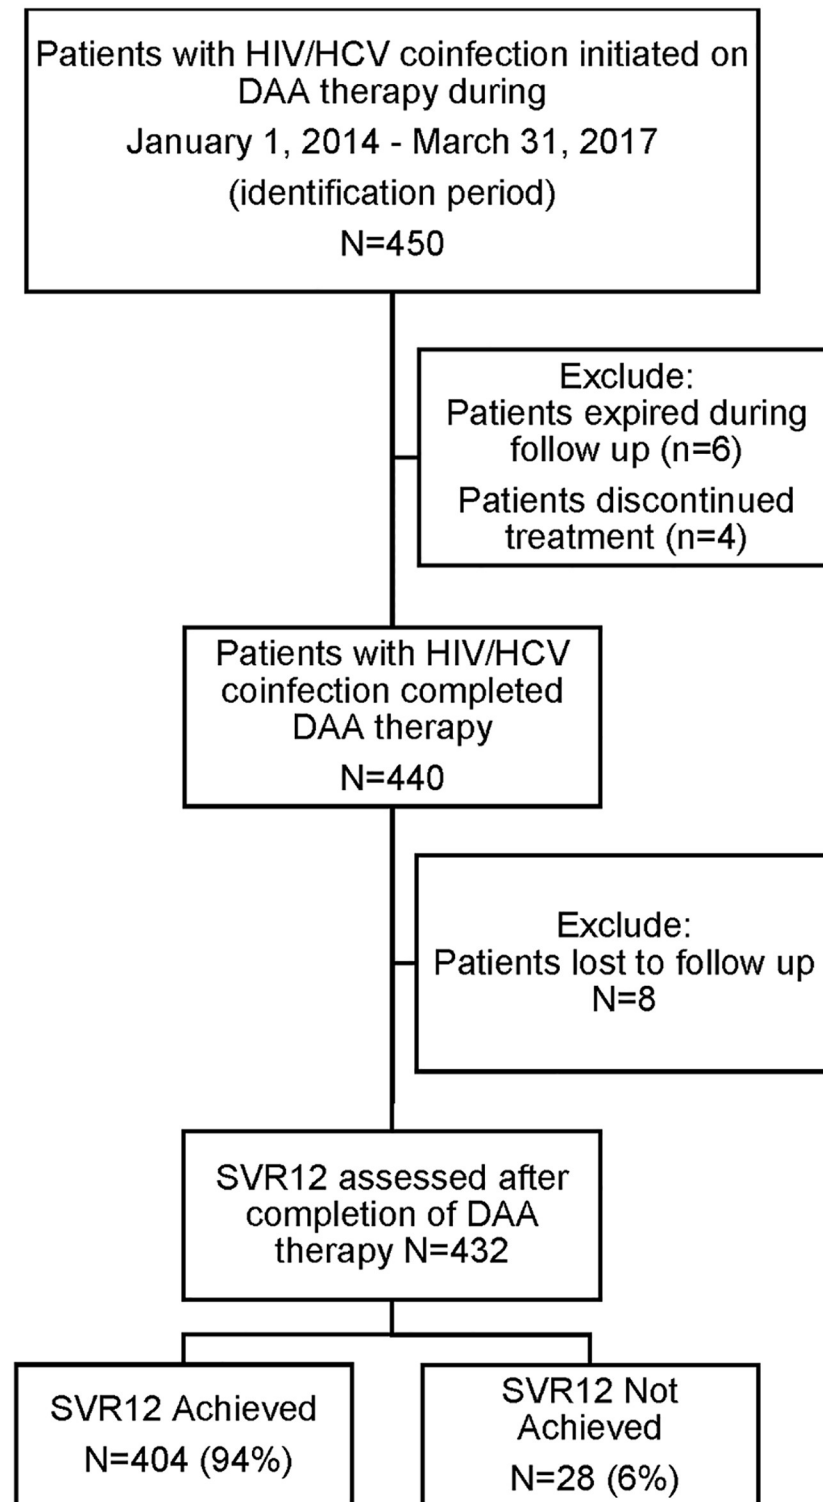 Patients with HIV/HCV coinfection initiated on
DAA therapy during
January 1, 2014 - March 31, 2017
(identification period)
N=450
Exclude:
Patients expired during
follow up (n=6)
Patients discontinued
treatment (n=4)
Patients with HIV/HCV
coinfection completed
DAA therapy
N=440
Exclude:
Patients lost to follow up
N=8
SVR12 assessed after
completion of DAA
therapy N=432
SVR12 Achieved
N=404 (94%)
SVR12 Not
Achieved
N=28 (6%)